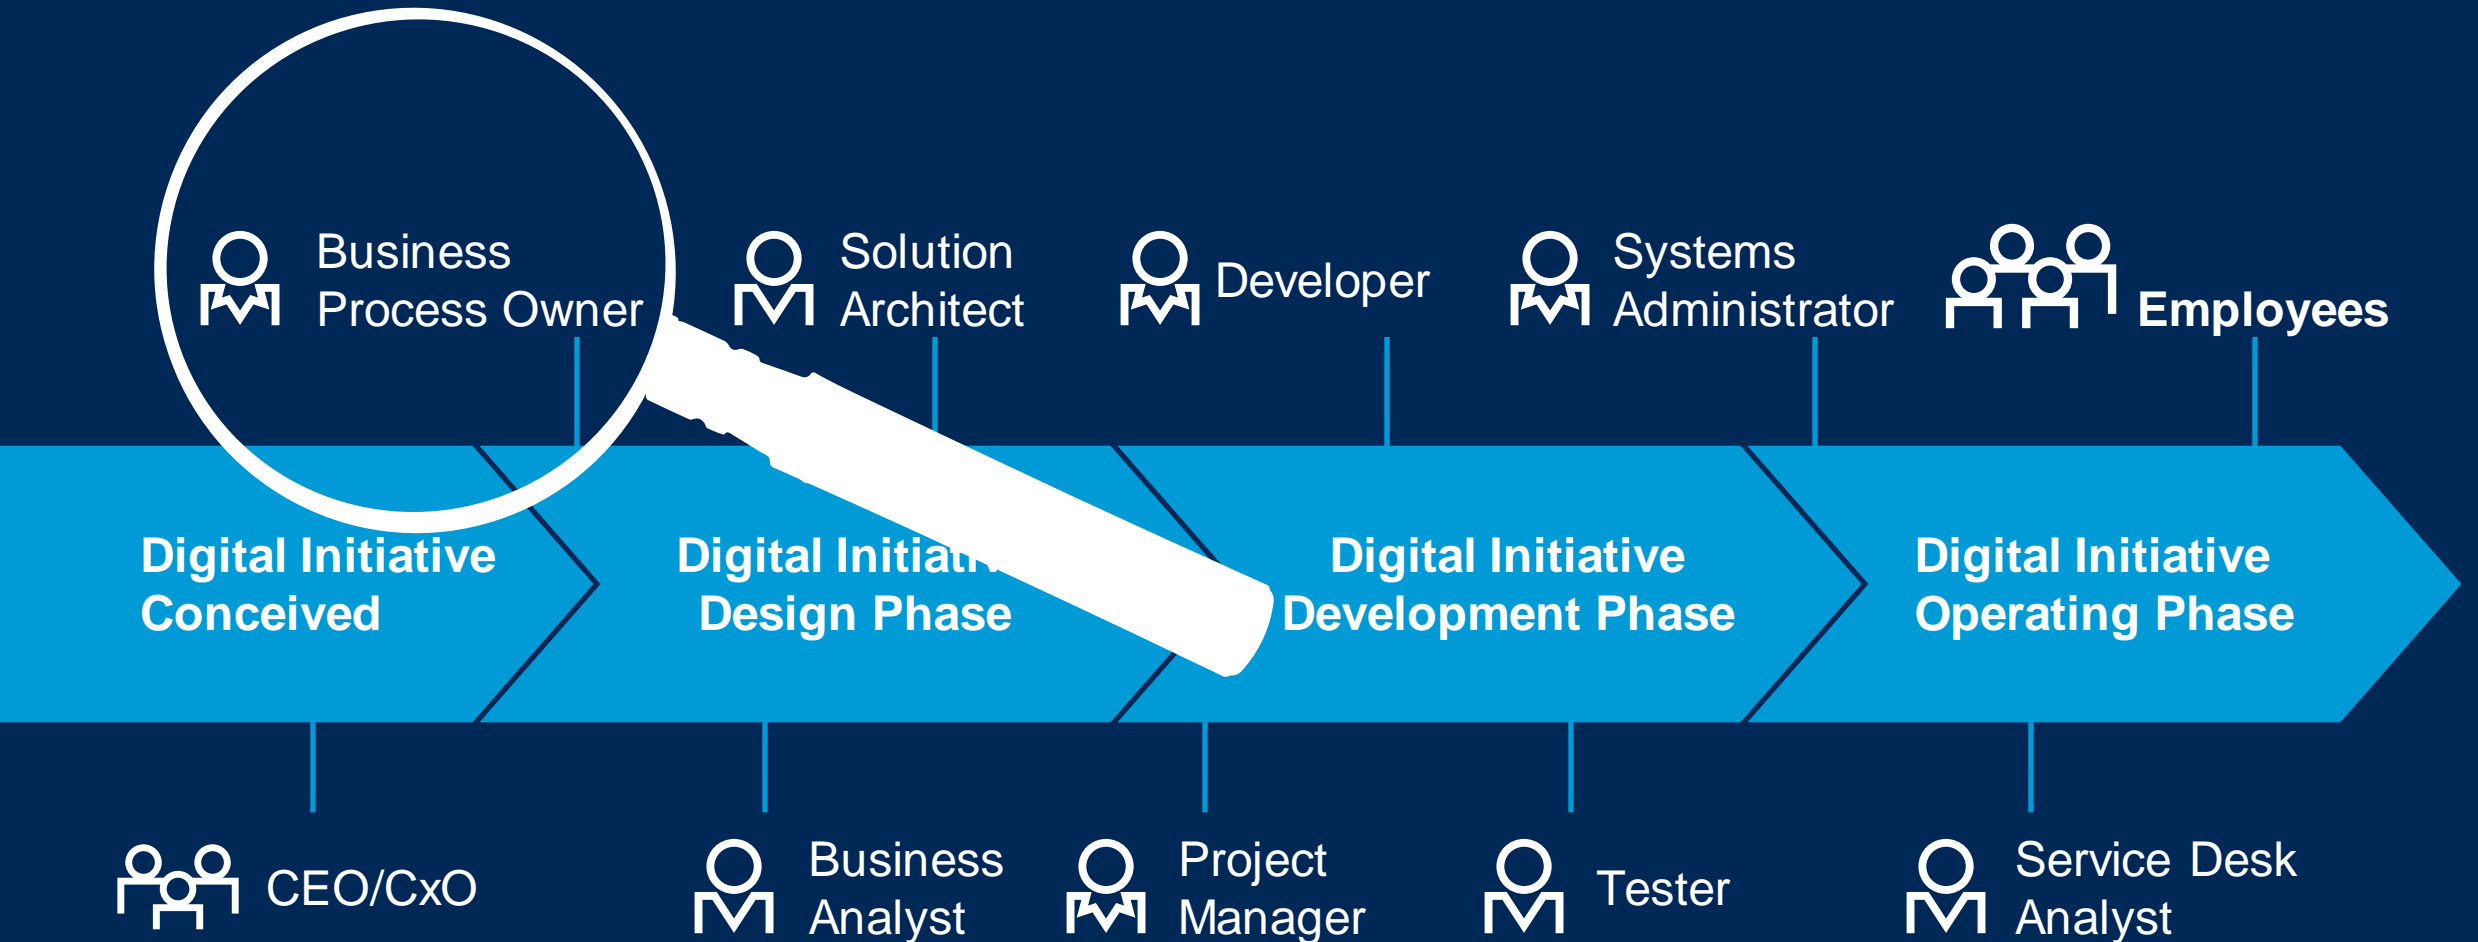 Business
Process Owner
Solution
Architect
Developer
Systems
Administrator
Employees
Digital Initiative
Conceived
Digital
Design Phase
Digital Initiative
Development Phase
Digital Initiative
Operating Phase
CEO/CxO
Business
Analyst
Project
Manager
Tester
Service Desk
Analyst